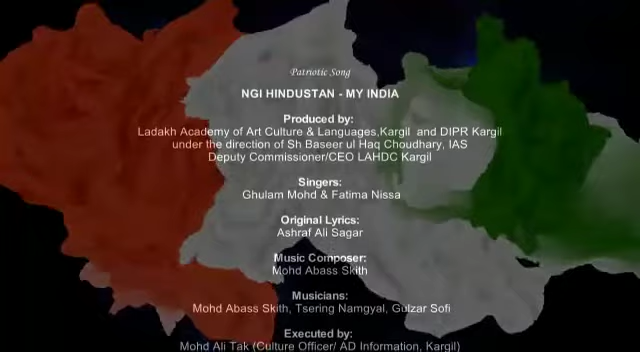 Patriotic Song
NGI HINDUSTAN - MY INDIA
Produced by:
Ladakh Academy of Art Culture & Languages,Kargil and DIPR Kargil
under the direction of Sh Baseer ul Haq Choudhary, IAS
Deputy Commissioner/CEO LAHDC Kargil
Singers:
Ghulam Mohd & Fatima Nissa
Original Lyrics:
Ashraf Ali Sagar
Music Composer:
Mohd Abass Skith
Musicians:
Mohd Abass Skith, Tsering Namgyal, Gulzar Sofi
Executed by:
Mohd Ali Tak (Culture Officer/ AD Information, Kargil)